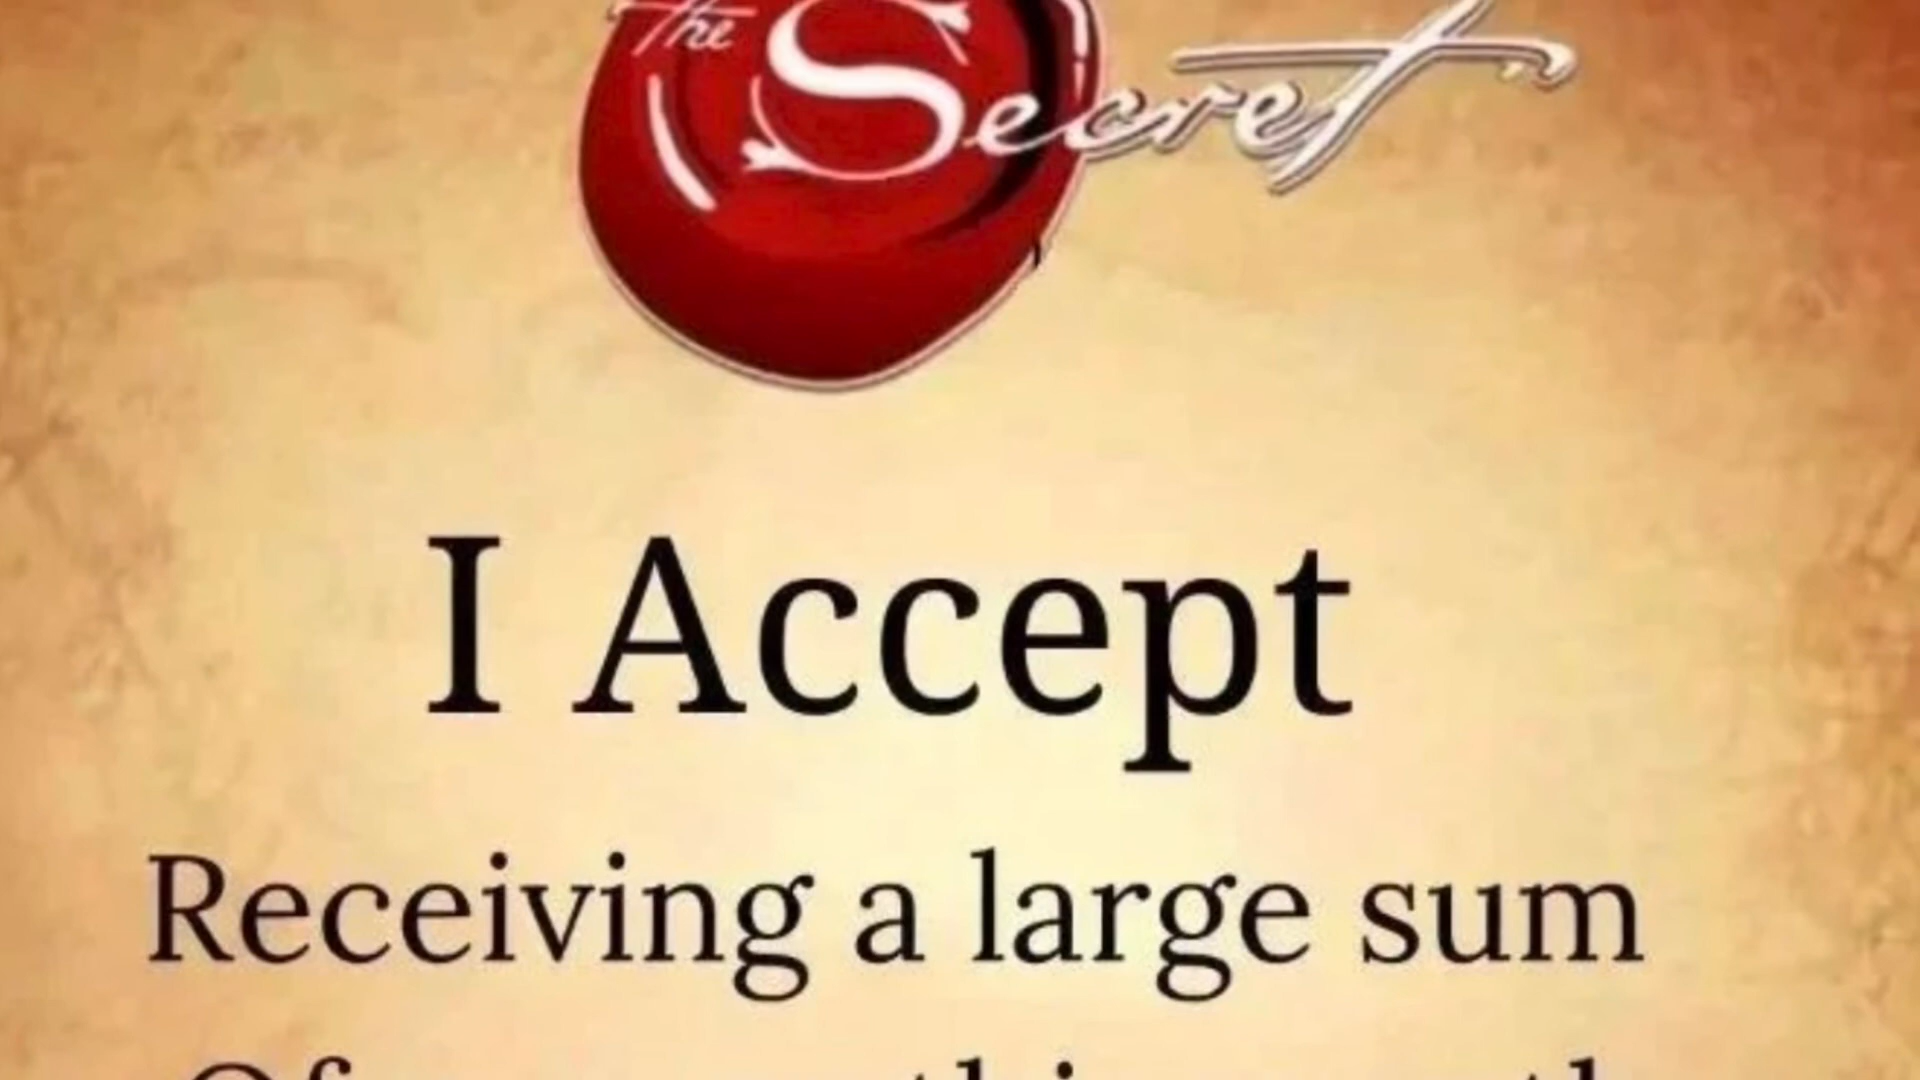 the Secret
I Accept
Receiving a large sum